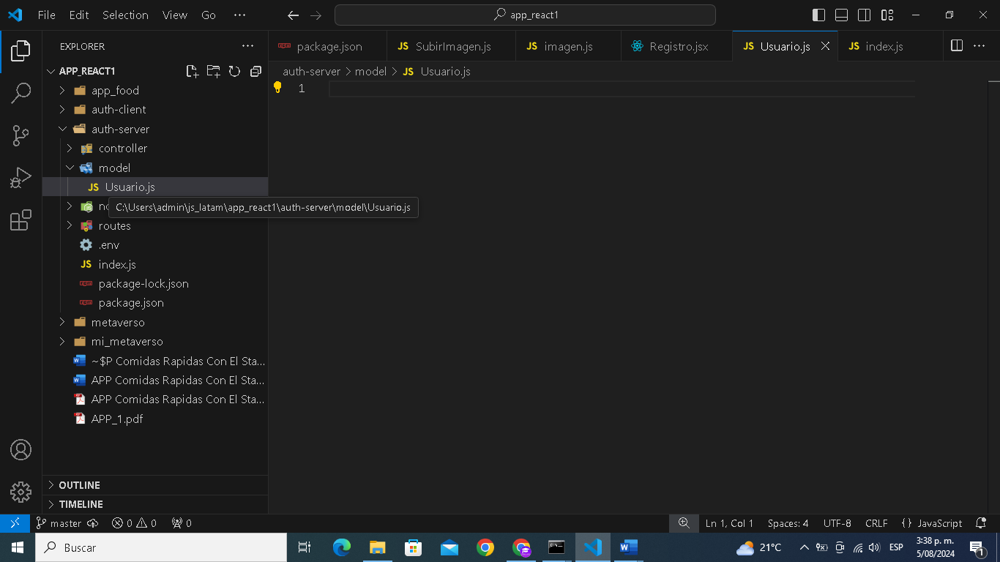 File Edit Selection View Go ···
app_react1
EXPLORER
package.json
JS SubirImagen.js
JS imagen.js
Registro.jsx
JS Usuario.js
JS index.js
APP_REACT1
auth-server > model > JS Usuario.js
1
app_food
auth-client
auth-server
controller
model
JS Usuario.js
C:\Users\admin\js_latam\app_react1\auth-server\model\Usuario.js
routes
.env
JS index.js
package-lock.json
package.json
metaverso
mi_metaverso
~$P Comidas Rapidas Con El Sta...
APP Comidas Rapidas Con El Sta...
APP Comidas Rapidas Con El Sta...
APP_1.pdf
OUTLINE
TIMELINE
master 0 0 0
Ln 1, Col 1 Spaces: 4 UTF-8 CRLF {} JavaScript
Buscar
21°C
ESP
3:38 p. m.
5/08/2024
1